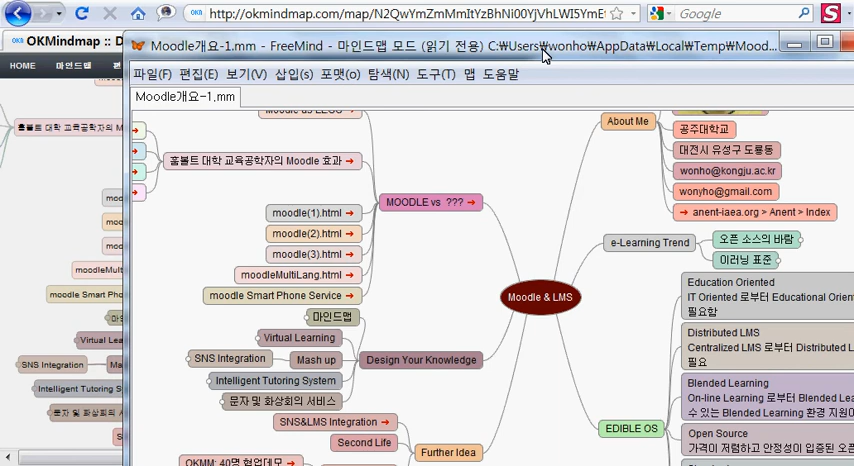 http://okmindmap.com/map/N2QwYmZmMmItYzBhNi00YjVhLWI5YmE
Google
OKMindmap :: D
Moodle개요-1.mm - FreeMind - 마인드맵 모드 (읽기 전용) C:₩Users₩wonho₩AppData₩Local₩Temp₩Mood...
HOME 마인드맵
파일(F) 편집(E) 보기(V) 삽입(s) 포맷(o) 탐색(N) 도구(T) 맵 도움말
Moodle개요-1.mm
홈볼트 대학 교육공학자의 M
mood
mood
mood
moodleMulti
moodle Smart Phon
Virtual Lear
SNS Integration
Mas
Intelligent Tutoring S
문자 및 화상회의 서
홈볼트 대학 교육공학자의 Moodle 효과
MOODLE vs ???
moodle(1).html
moodle(2).html
moodle(3).html
moodleMultiLang.html
moodle Smart Phone Service
마인드맵
Virtual Learning
SNS Integration
Mash up
Design Your Knowledge
Intelligent Tutoring System
문자 및 화상회의 서비스
SNS&LMS Integration
Second Life
Further Idea
OKMM: 40명 협업데모
Moodle & LMS
About Me
공주대학교
대전시 유성구 도룡동
wonho@kongju.ac.kr
wonyho@gmail.com
anent-iaea.org > Anent > Index
e-Learning Trend
오픈 소스의 바람
이러닝 표준
Education Oriented
IT Oriented 로부터 Educational Orient
필요함
Distributed LMS
Centralized LMS 로부터 Distributed L
필요
Blended Learning
On-line Learning 로부터 Blended Lea
수 있는 Blended Learning 환경 지원이
EDIBLE OS
Open Source
가격이 저렴하고 안정성이 입증된 오픈